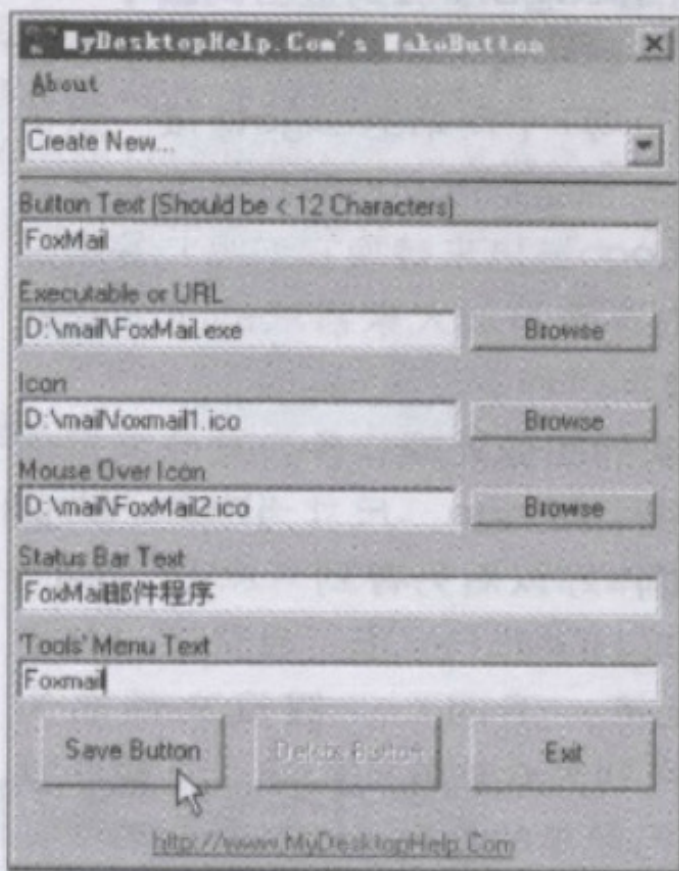 MyDesktopHelp.Com's MakeButton
About
Create New...
Button Text (Should be < 12 Characters)
FoxMail
Executable or URL
D:\mail\FoxMail.exe
Browse
Icon
D:\mail\foxmail1.ico
Browse
Mouse Over Icon
D:\mail\FoxMail2.ico
Browse
Status Bar Text
FoxMail邮件程序
'Tools' Menu Text
Foxmail
Save Button
Delete Button
Exit
http://www.MyDesktopHelp.Com